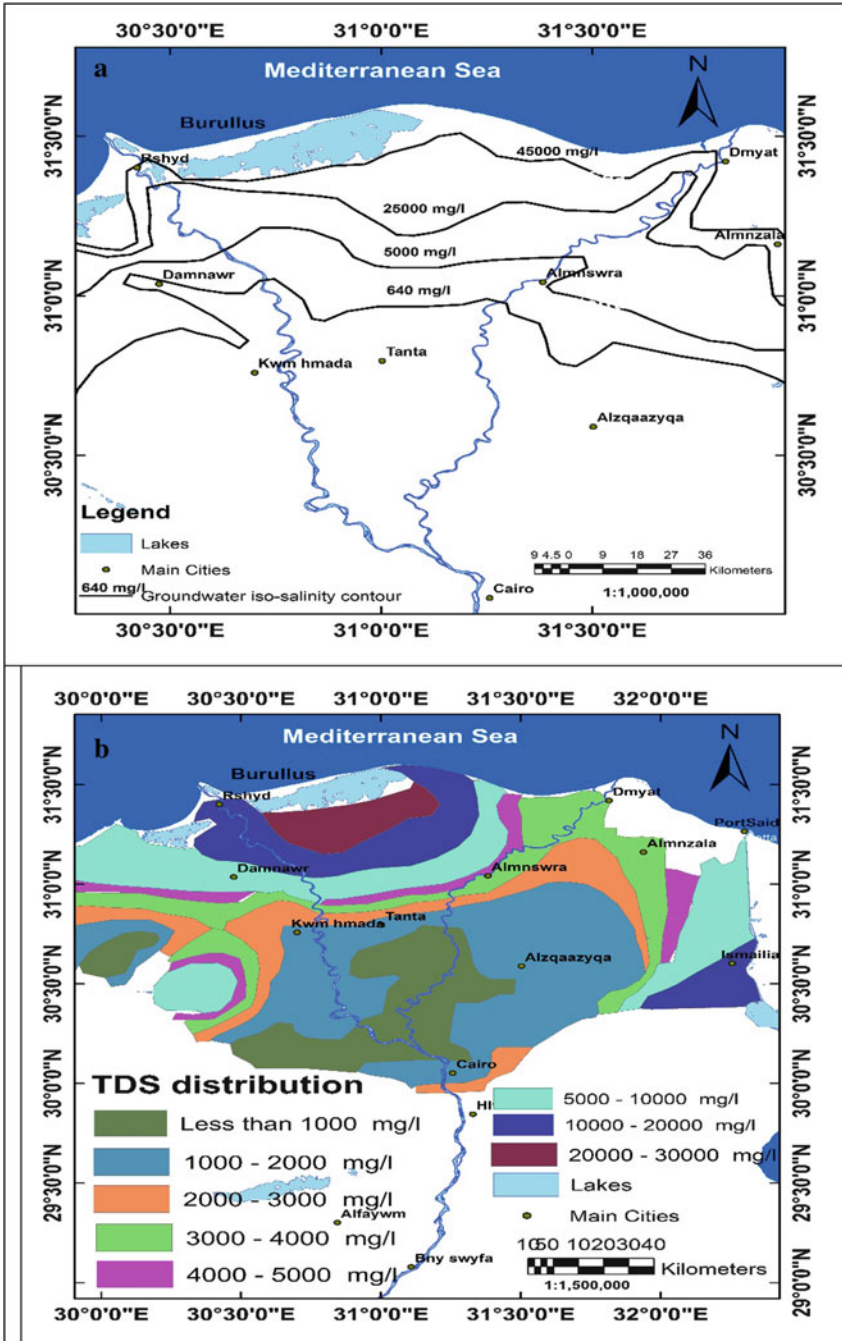 30°30'0"E 31°0'0"E 31°30'0"E
a
Mediterranean Sea
N
Burullus
31°30'0"N
31°30'0"N
Rshyd
45000 mg/l
Dmyat
25000 mg/l
Almnzala
5000 mg/l
Damnawr
Almnswra
31°0'0"N
31°0'0"N
640 mg/l
Kwm hmada
Tanta
Alzqaazyqa
30°30'0"N
30°30'0"N
Legend
Lakes
Main Cities
640 mg/l
Groundwater iso-salinity contour
9 4.5 0 9 18 27 36
Kilometers
1:1,000,000
Cairo
30°30'0"E 31°0'0"E 31°30'0"E
30°0'0"E 30°30'0"E 31°0'0"E 31°30'0"E 32°0'0"E
b
Mediterranean Sea
N
Burullus
31°30'0"N
31°30'0"N
Rshyd
Dmyat
PortSaid
Almnzala
Damnawr
Almnswra
31°0'0"N
31°0'0"N
Kwm hmada
Tanta
Alzqaazyqa
Ismailia
30°30'0"N
30°30'0"N
Cairo
30°0'0"N
30°0'0"N
TDS distribution
Less than 1000 mg/l
1000 - 2000 mg/l
2000 - 3000 mg/l
3000 - 4000 mg/l
4000 - 5000 mg/l
5000 - 10000 mg/l
10000 - 20000 mg/l
20000 - 30000 mg/l
Lakes
Main Cities
29°30'0"N
29°30'0"N
Alfaywm
Bny swyfa
1050 10203040
Kilometers
1:1,500,000
29°0'0"N
29°0'0"N
30°0'0"E 30°30'0"E 31°0'0"E 31°30'0"E 32°0'0"E